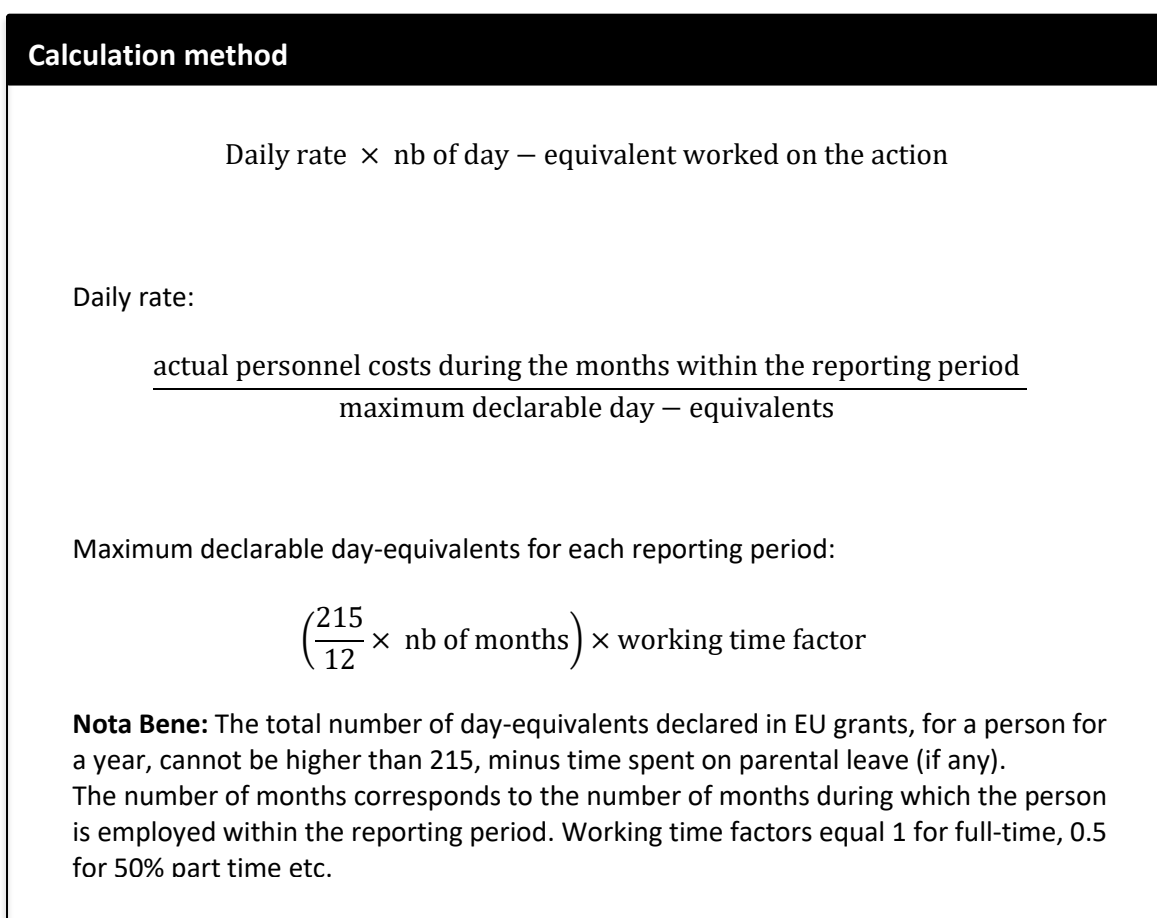 Calculation method
Daily rate × nb of day − equivalent worked on the action
Daily rate:
actual personnel costs during the months within the reporting period
maximum declarable day − equivalents
Maximum declarable day-equivalents for each reporting period:
(215/12 × nb of months) × working time factor
Nota Bene: The total number of day-equivalents declared in EU grants, for a person for
a year, cannot be higher than 215, minus time spent on parental leave (if any).
The number of months corresponds to the number of months during which the person
is employed within the reporting period. Working time factors equal 1 for full-time, 0.5
for 50% part time etc.